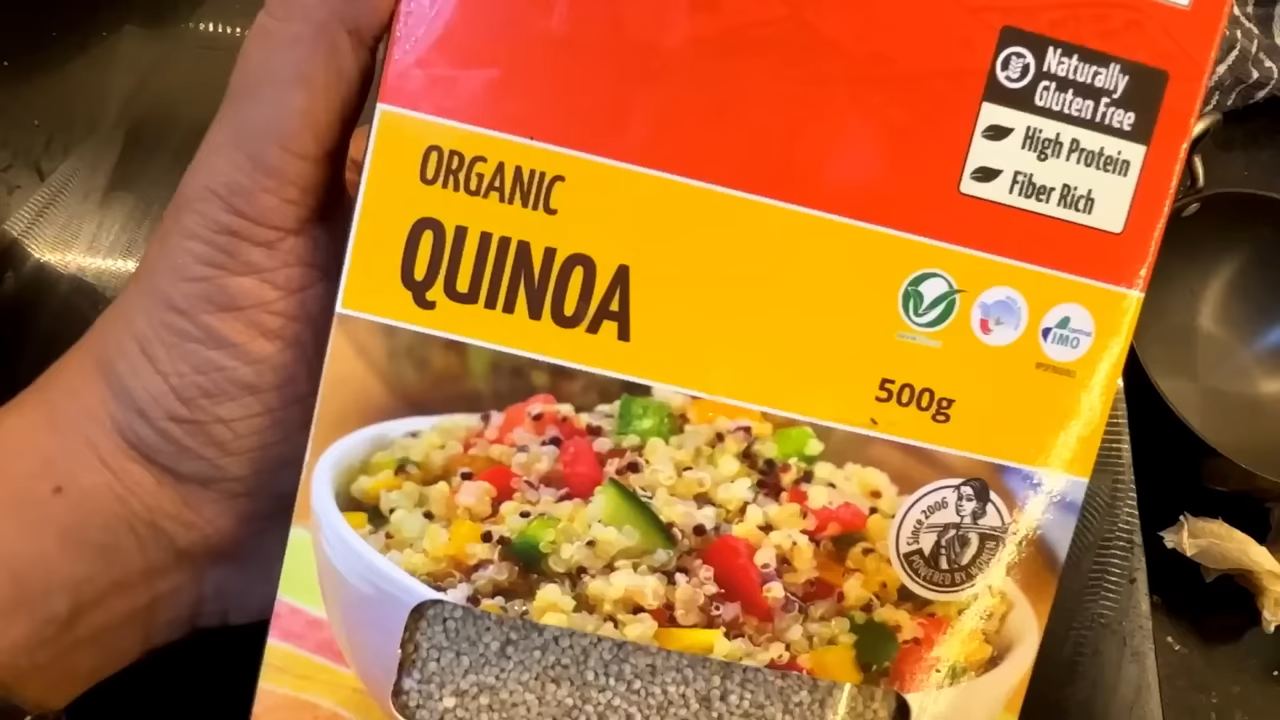 Naturally
Gluten Free
High Protein
Fiber Rich
ORGANIC
QUINOA
IMO
500g
Since 2006
POWERED BY WOMEN